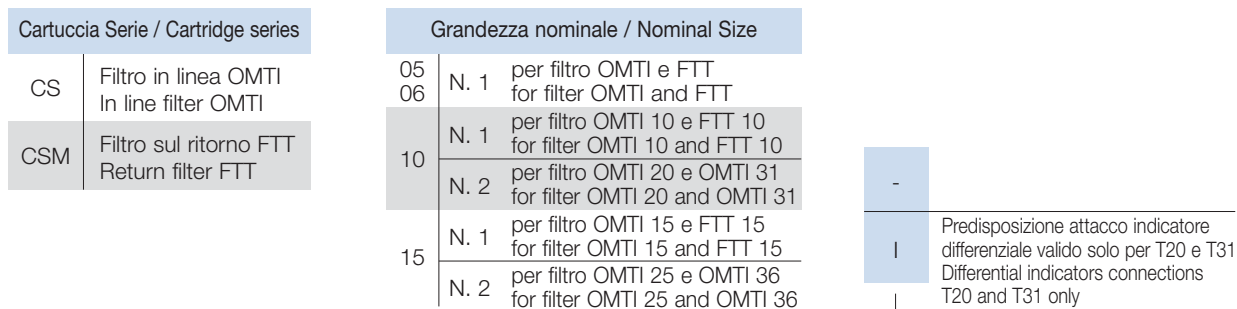 Cartuccia Serie / Cartridge series
CS
Filtro in linea OMTI
In line filter OMTI
CSM
Filtro sul ritorno FTT
Return filter FTT
Grandezza nominale / Nominal Size
05
06
N. 1
per filtro OMTI e FTT
for filter OMTI and FTT
10
N. 1
per filtro OMTI 10 e FTT 10
for filter OMTI 10 and FTT 10
N. 2
per filtro OMTI 20 e OMTI 31
for filter OMTI 20 and OMTI 31
15
N. 1
per filtro OMTI 15 e FTT 15
for filter OMTI 15 and FTT 15
N. 2
per filtro OMTI 25 e OMTI 36
for filter OMTI 25 and OMTI 36
-
I
Predisposizione attacco indicatore
differenziale valido solo per T20 e T31
Differential indicators connections
T20 and T31 only